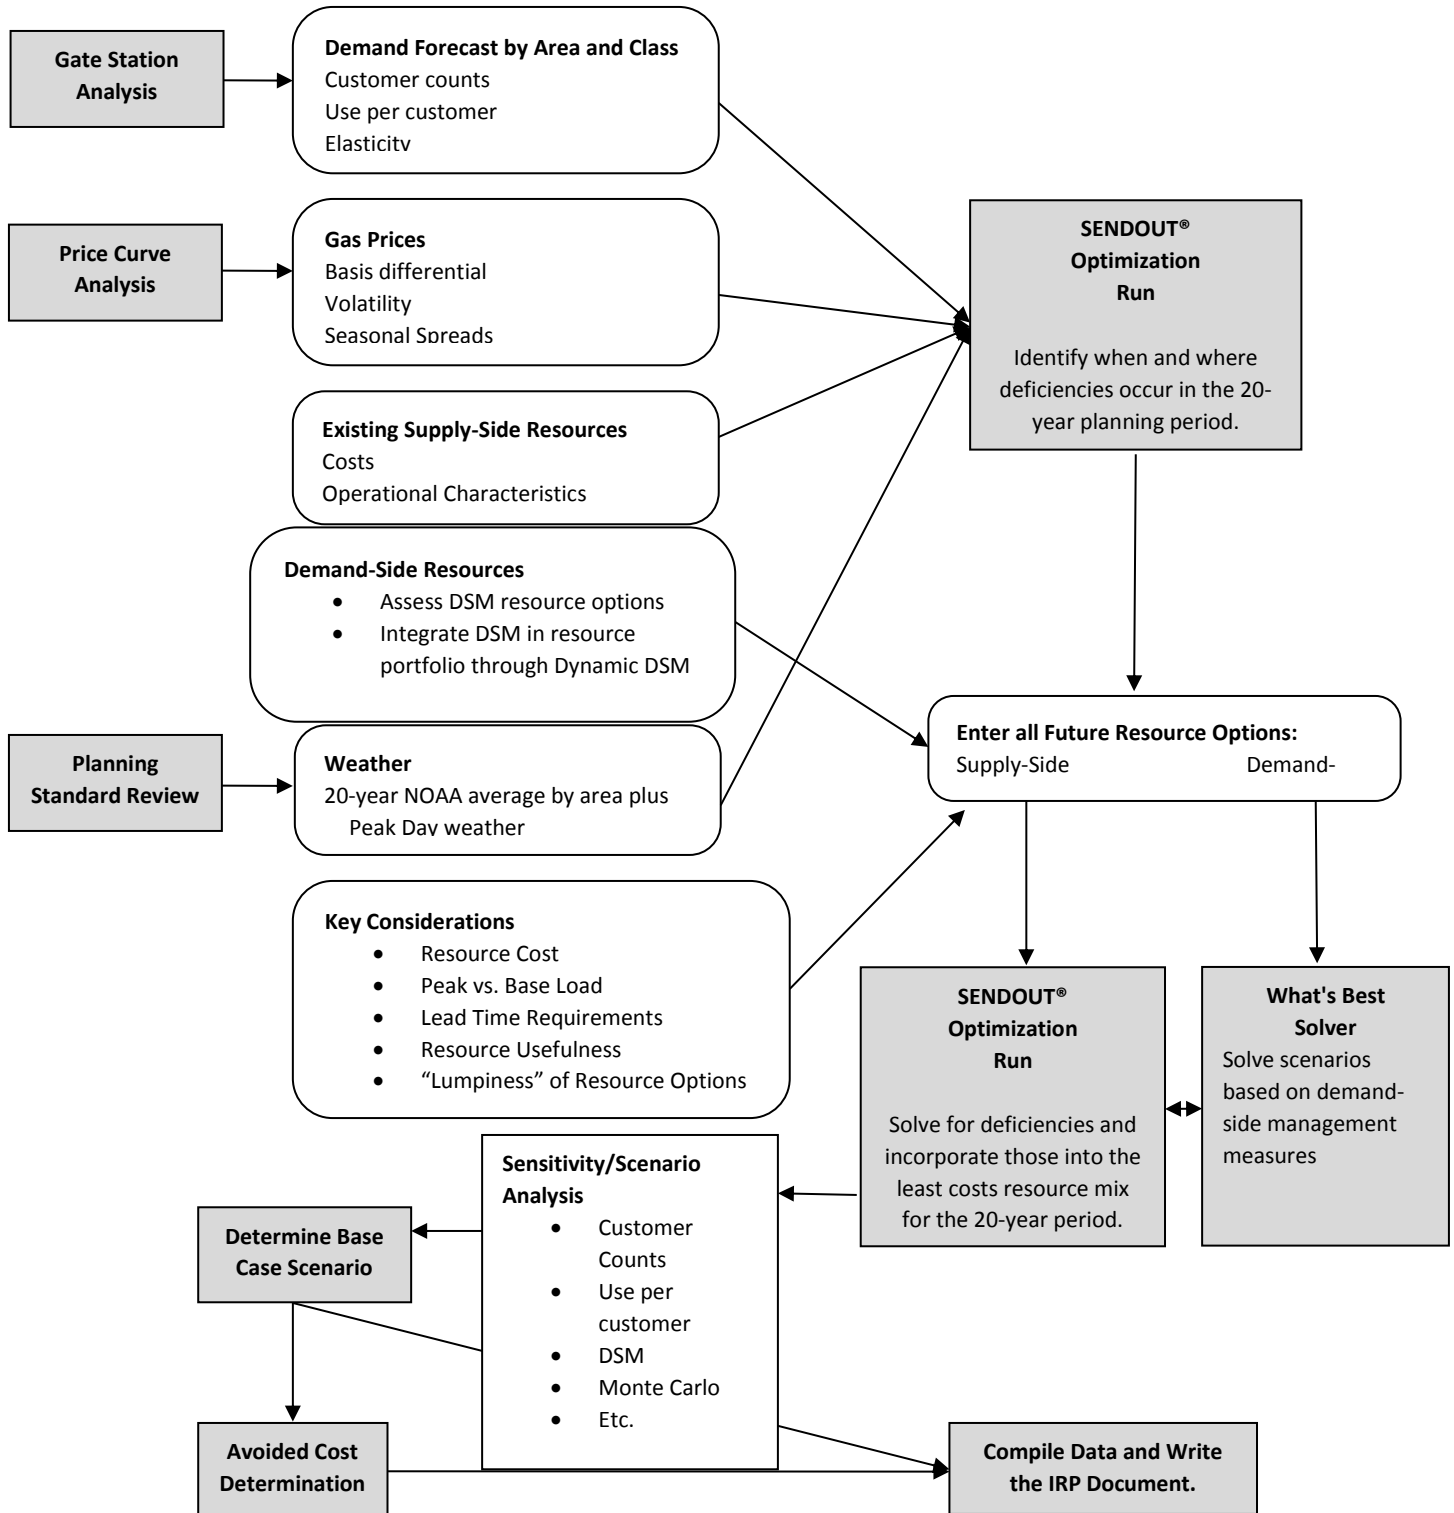 Gate Station
Analysis
Demand Forecast by Area and Class
Customer counts
Use per customer
Elasticity
Price Curve
Analysis
Gas Prices
Basis differential
Volatility
Seasonal Spreads
SENDOUT®
Optimization
Run
Identify when and where
deficiencies occur in the 20-
year planning period.
Existing Supply-Side Resources
Costs
Operational Characteristics
Demand-Side Resources
• Assess DSM resource options
• Integrate DSM in resource
portfolio through Dynamic DSM
Planning
Standard Review
Weather
20-year NOAA average by area plus
Peak Day weather
Enter all Future Resource Options:
Supply-Side Demand-
Key Considerations
• Resource Cost
• Peak vs. Base Load
• Lead Time Requirements
• Resource Usefulness
• “Lumpiness” of Resource Options
SENDOUT®
Optimization
Run
Solve for deficiencies and
incorporate those into the
least costs resource mix
for the 20-year period.
What's Best
Solver
Solve scenarios
based on demand-
side management
measures
Sensitivity/Scenario
Analysis
• Customer
Counts
• Use per
customer
• DSM
• Monte Carlo
• Etc.
Determine Base
Case Scenario
Avoided Cost
Determination
Compile Data and Write
the IRP Document.